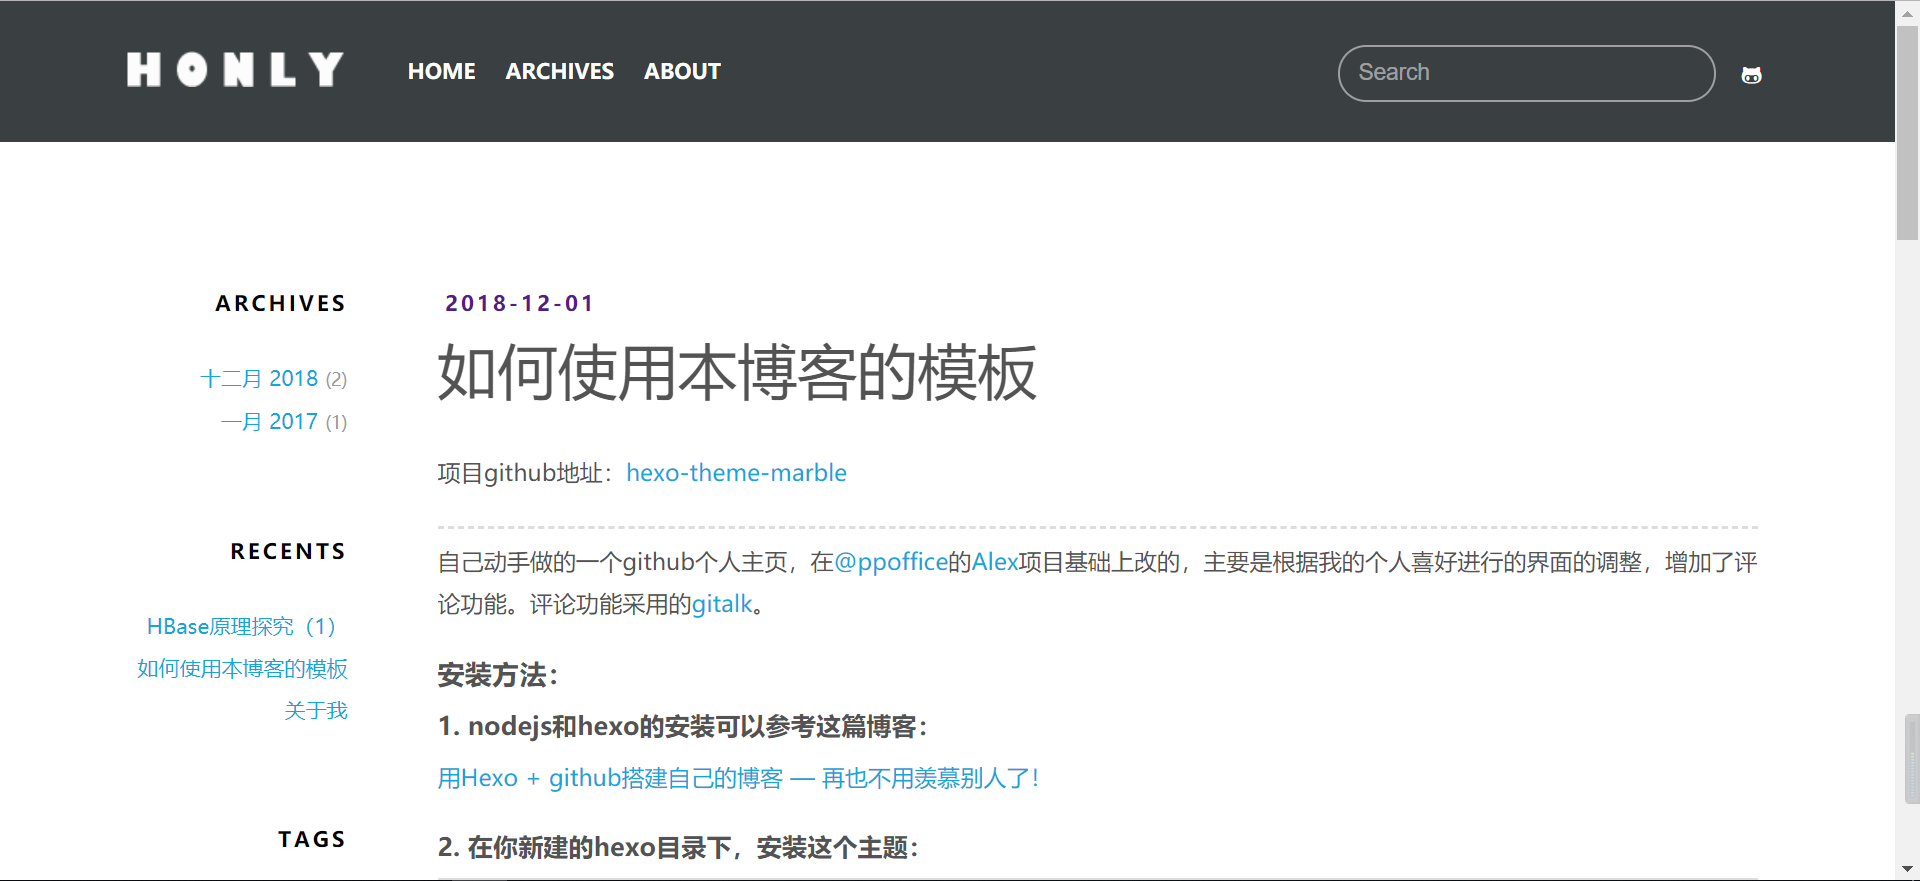 HONLY
HOME ARCHIVES ABOUT
Search
ARCHIVES
十二月 2018 (2)
一月 2017 (1)
RECENTS
HBase原理探究（1）
如何使用本博客的模板
关于我
TAGS
2018-12-01
如何使用本博客的模板
项目github地址：hexo-theme-marble
自己动手做的一个github个人主页，在@ppoffice的Alex项目基础上改的，主要是根据我的个人喜好进行的界面的调整，增加了评
论功能。评论功能采用的gitalk。
安装方法：
1. nodejs和hexo的安装可以参考这篇博客：
用Hexo + github搭建自己的博客 — 再也不用羡慕别人了！
2. 在你新建的hexo目录下，安装这个主题：